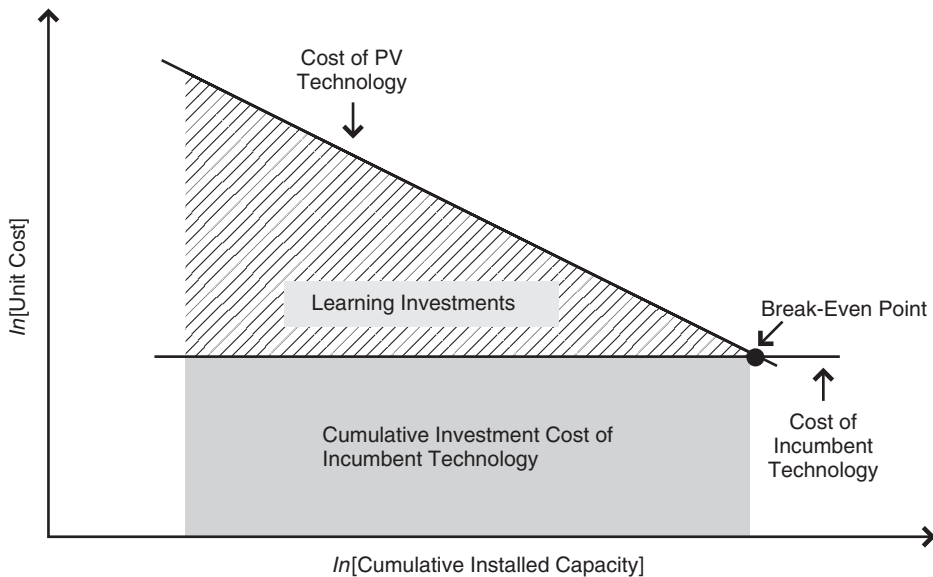 Cost of PV
Technology
ln[Unit Cost]
Learning Investments
Break-Even Point
Cumulative Investment Cost of
Incumbent Technology
Cost of
Incumbent
Technology
ln[Cumulative Installed Capacity]